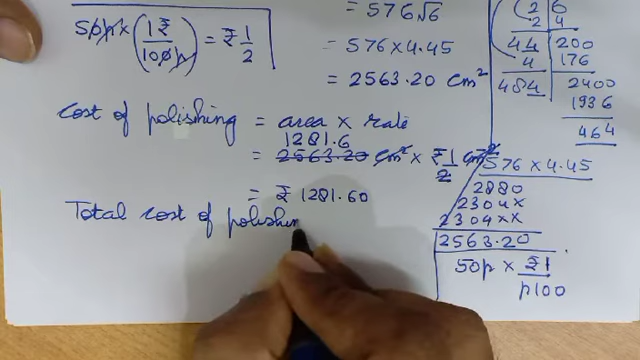 50p × (1₹/100p) = ₹ 1/2
= 576√6
= 576 × 4.45
= 2563.20 cm²
Cost of polishing = area × rate
1281.6
= 2563.20 cm² × ₹ 1/2 cm²
= ₹ 1281.60
Total cost of polishin
2 6
2 4
44 200
4 176
484 2400
1936
464
576 × 4.45
2880
2304×
2304××
2563.20
50p × ₹1
p100